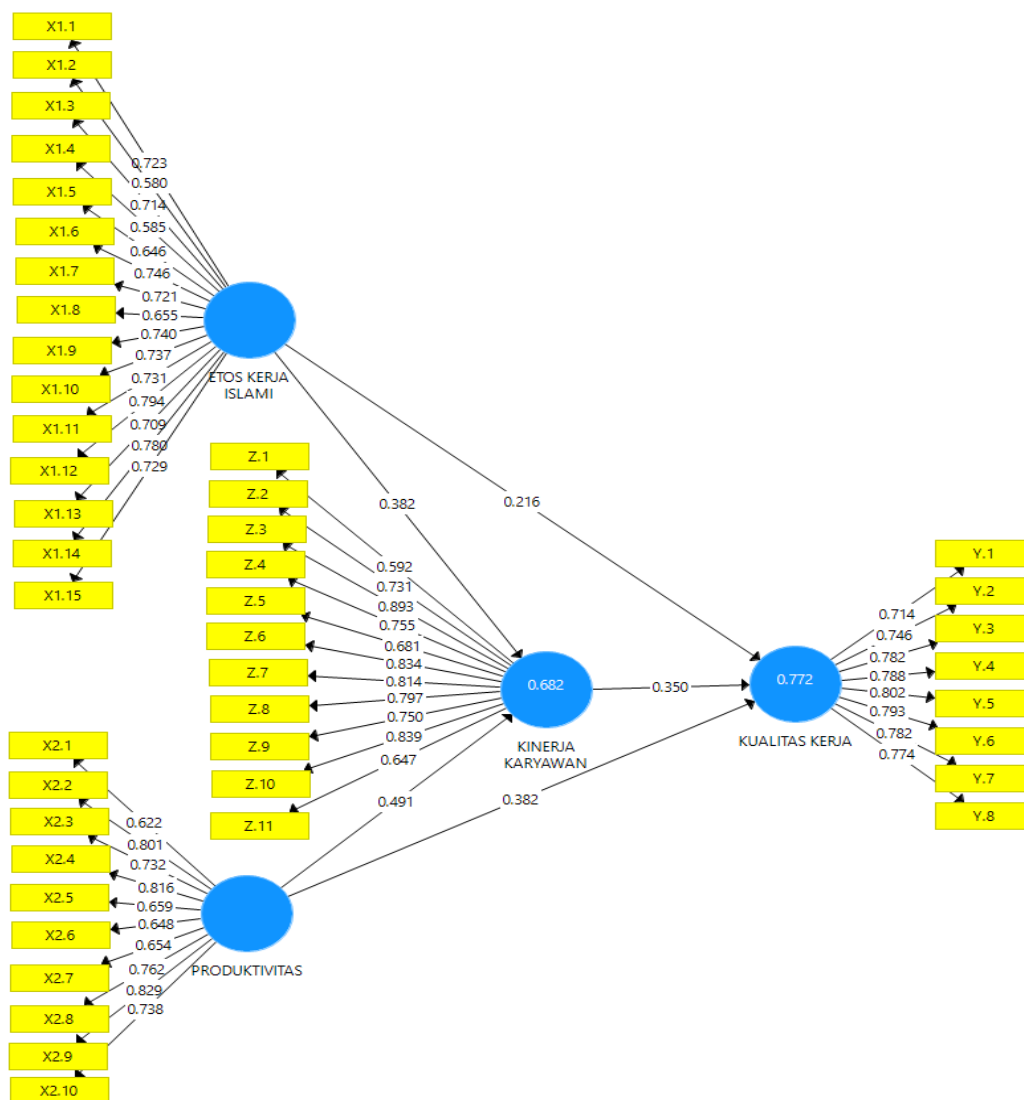 X1.1
X1.2
X1.3
X1.4
X1.5
X1.6
X1.7
X1.8
X1.9
X1.10
X1.11
X1.12
X1.13
X1.14
X1.15
0.723
0.580
0.714
0.585
0.646
0.746
0.721
0.655
0.740
0.737
0.731
0.794
0.709
0.780
0.729
ETOS KERJA
ISLAMI
0.382
0.216
Z.1
Z.2
Z.3
Z.4
Z.5
Z.6
Z.7
Z.8
Z.9
Z.10
Z.11
0.592
0.731
0.893
0.755
0.681
0.834
0.814
0.797
0.750
0.839
0.647
0.682
KINERJA
KARYAWAN
0.350
0.772
KUALITAS KERJA
0.714
0.746
0.782
0.788
0.802
0.793
0.782
0.774
Y.1
Y.2
Y.3
Y.4
Y.5
Y.6
Y.7
Y.8
0.491
0.382
X2.1
X2.2
X2.3
X2.4
X2.5
X2.6
X2.7
X2.8
X2.9
X2.10
0.622
0.801
0.732
0.816
0.659
0.648
0.654
0.762
0.829
0.738
PRODUKTIVITAS